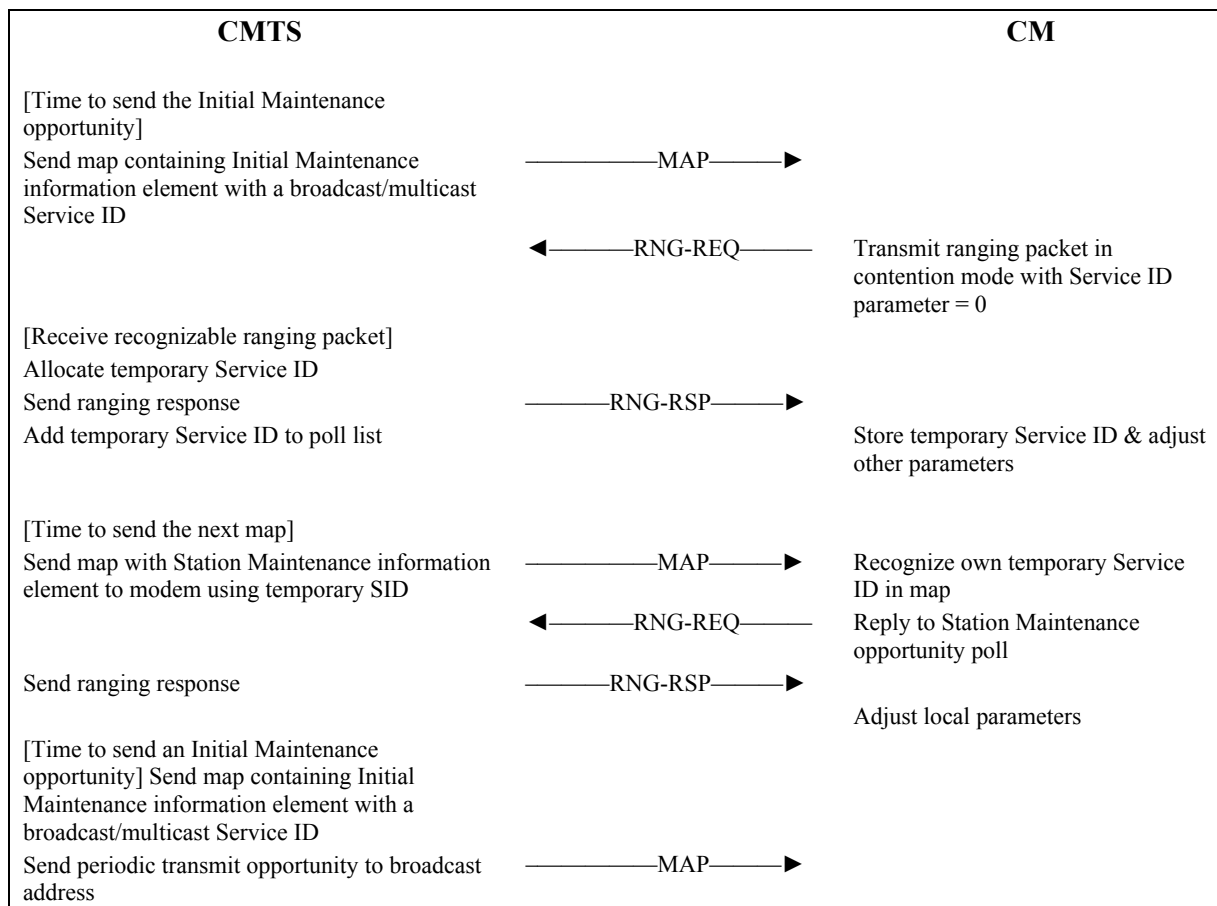 CMTS CM
[Time to send the Initial Maintenance
opportunity]
Send map containing Initial Maintenance
information element with a broadcast/multicast
Service ID
MAP
RNG-REQ
Transmit ranging packet in
contention mode with Service ID
parameter = 0
[Receive recognizable ranging packet]
Allocate temporary Service ID
Send ranging response
RNG-RSP
Add temporary Service ID to poll list
Store temporary Service ID & adjust
other parameters
[Time to send the next map]
Send map with Station Maintenance information
element to modem using temporary SID
MAP
Recognize own temporary Service
ID in map
RNG-REQ
Reply to Station Maintenance
opportunity poll
Send ranging response
RNG-RSP
Adjust local parameters
[Time to send an Initial Maintenance
opportunity] Send map containing Initial
Maintenance information element with a
broadcast/multicast Service ID
Send periodic transmit opportunity to broadcast
address
MAP